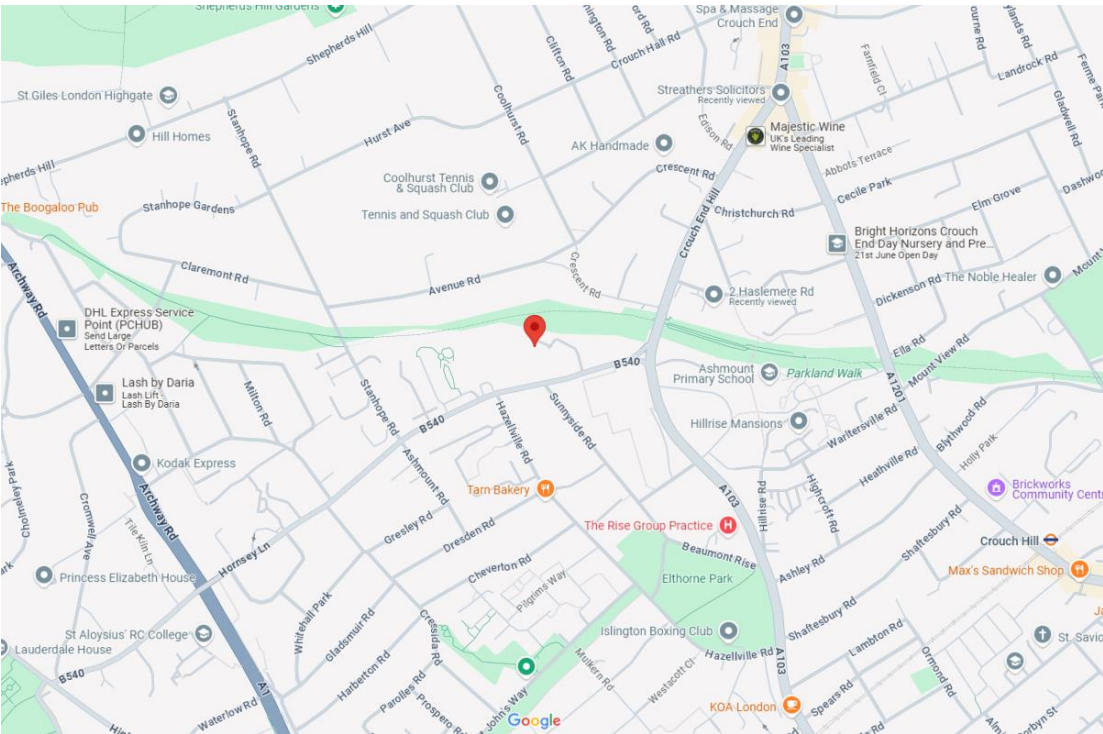 Shepherds Hill Gardens
Spa & Massage
Crouch End
Shepherds Hill
Clifton Rd
Crouch Hall Rd
A103
Farnfield Cl
Landrock Rd
Gladwell Rd
St Giles London Highgate
Stanhope Rd
Coolhurst Rd
Streathers Solicitors
Recently viewed
Hill Homes
Hurst Ave
Edison Rd
Majestic Wine
UK's Leading
Wine Specialist
AK Handmade
Abbots Terrace
Crescent Rd
Coolhurst Tennis
& Squash Club
Cecile Park
Elm Grove
The Boogaloo Pub
Stanhope Gardens
Tennis and Squash Club
Christchurch Rd
Crouch End Hill
Bright Horizons Crouch
End Day Nursery and Pre...
21st June Open Day
Archway Rd
Claremont Rd
Avenue Rd
Crescent Rd
2 Haslemere Rd
Recently viewed
The Noble Healer
Dickenson Rd
DHL Express Service
Point (PCHUB)
Send Large
Letters Or Parcels
Ella Rd
Mount View Rd
B540
Ashmount
Primary School
Parkland Walk
A1201
Lash by Daria
Lash Lift
Lash By Daria
Milton Rd
Stanhope Rd
Hazellville Rd
Sunnyside Rd
B540
Hillrise Mansions
Waltersville Rd
Blythwood Rd
Holly Park
Ashmount Rd
Heathville Rd
Kodak Express
Cholmeley Park
Cromwell Ave
Archway Rd
Tarn Bakery
A103
Hillrise Rd
Highcroft Rd
Brickworks
Community Cent
Gresley Rd
Dresden Rd
The Rise Group Practice
Shaftesbury Rd
Tile Kiln Ln
Hornsey Ln
Beaumont Rise
Crouch Hill
Princess Elizabeth House
Cheverton Rd
Elthorne Park
Ashley Rd
Max's Sandwich Shop
Pilgrims Way
Whitehall Park
Gladsmuir Rd
Cressida Rd
Shaftesbury Rd
St Aloysius' RC College
Islington Boxing Club
Lambton Rd
Lauderdale House
Hazellville Rd
Mulkern Rd
Ormond Rd
B540
A1
Harberton Rd
Parolles Rd
Westacott Cl
A103
Waterlow Rd
Prospero
St John's Way
KOA London
Spears Rd
Google